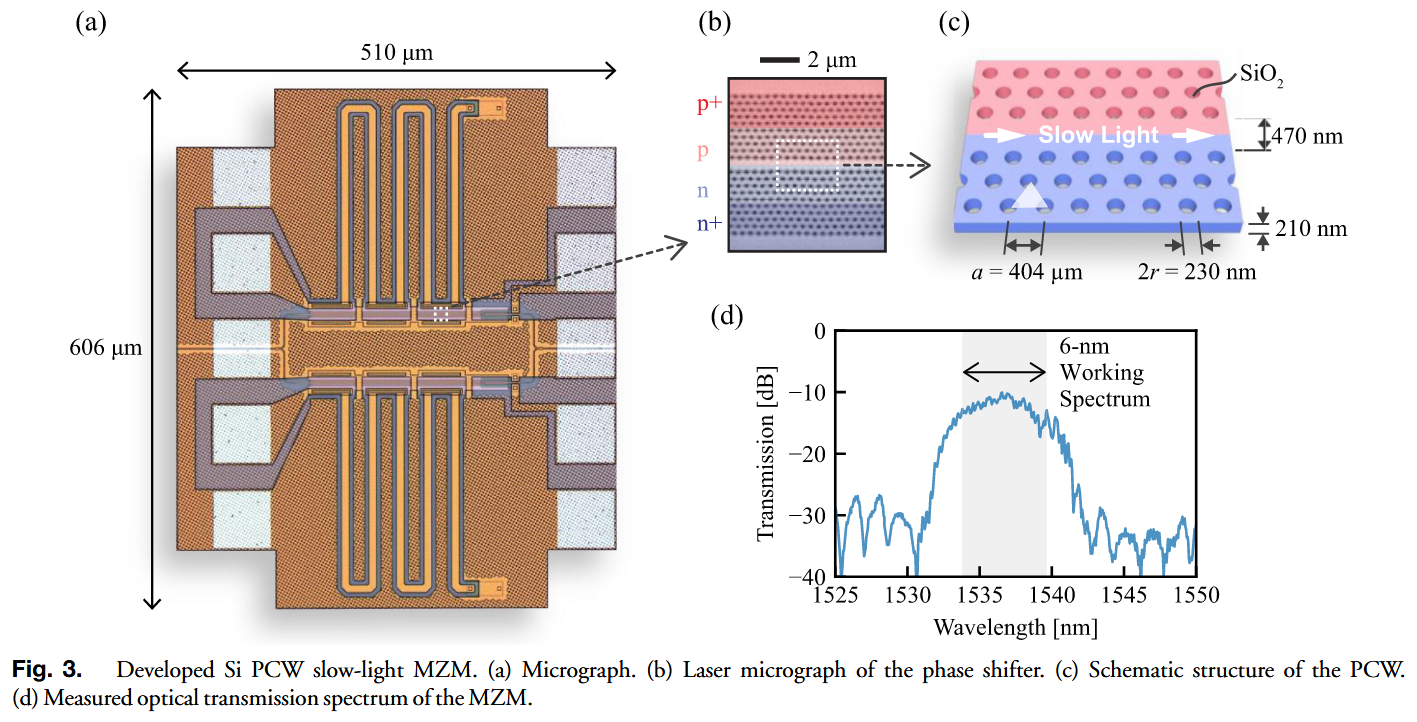 (a)
510 μm
606 μm
(b)
2 μm
p+
p
n
n+
(c)
SiO₂
Slow Light
470 nm
210 nm
a = 404 μm
2r = 230 nm
(d)
0
−10
−20
−30
−40
Transmission [dB]
6-nm
Working
Spectrum
1525
1530
1535
1540
1545
1550
Wavelength [nm]
Fig. 3. Developed Si PCW slow-light MZM. (a) Micrograph. (b) Laser micrograph of the phase shifter. (c) Schematic structure of the PCW.
(d) Measured optical transmission spectrum of the MZM.